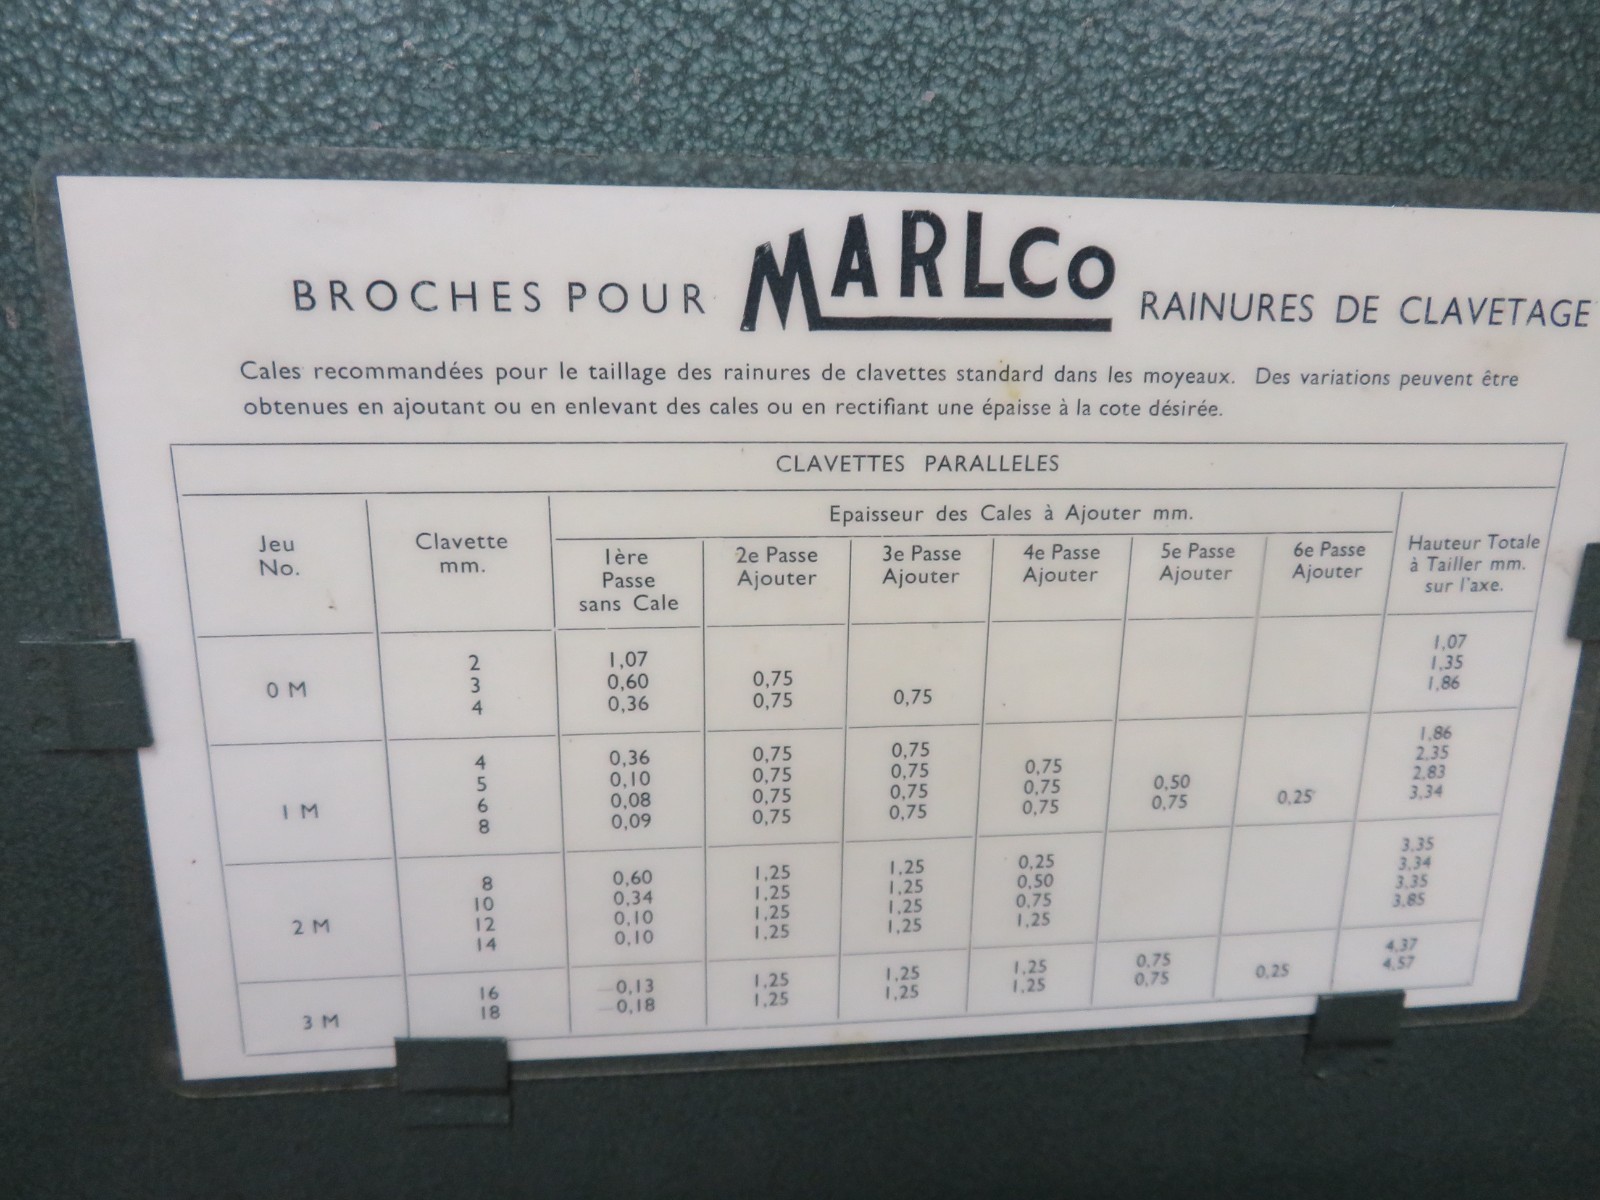 BROCHES POUR MARLCO RAINURES DE CLAVETAGE
Cales recommandées pour le taillage des rainures de clavettes standard dans les moyeaux. Des variations peuvent être
obtenues en ajoutant ou en enlevant des cales ou en rectifiant une épaisse à la cote désirée.
CLAVETTES PARALLELES
Jeu
No.
Clavette
mm.
Epaisseur des Cales à Ajouter mm.
1ère
Passe
sans Cale
2e Passe
Ajouter
3e Passe
Ajouter
4e Passe
Ajouter
5e Passe
Ajouter
6e Passe
Ajouter
Hauteur Totale
à Tailler mm.
sur l'axe.
0 M
2 1,07 1,07
3 0,60 0,75 1,35
4 0,36 0,75 0,75 1,86
1 M
4 0,36 0,75 0,75 1,86
5 0,10 0,75 0,75 0,75 2,35
6 0,08 0,75 0,75 0,75 0,50 2,83
8 0,09 0,75 0,75 0,75 0,75 0,25 3,34
2 M
8 0,60 1,25 1,25 0,25 3,35
10 0,34 1,25 1,25 0,50 3,34
12 0,10 1,25 1,25 0,75 3,35
14 0,10 1,25 1,25 1,25 3,85
3 M
16 -0,13 1,25 1,25 1,25 0,75 4,37
18 -0,18 1,25 1,25 1,25 0,75 0,25 4,57